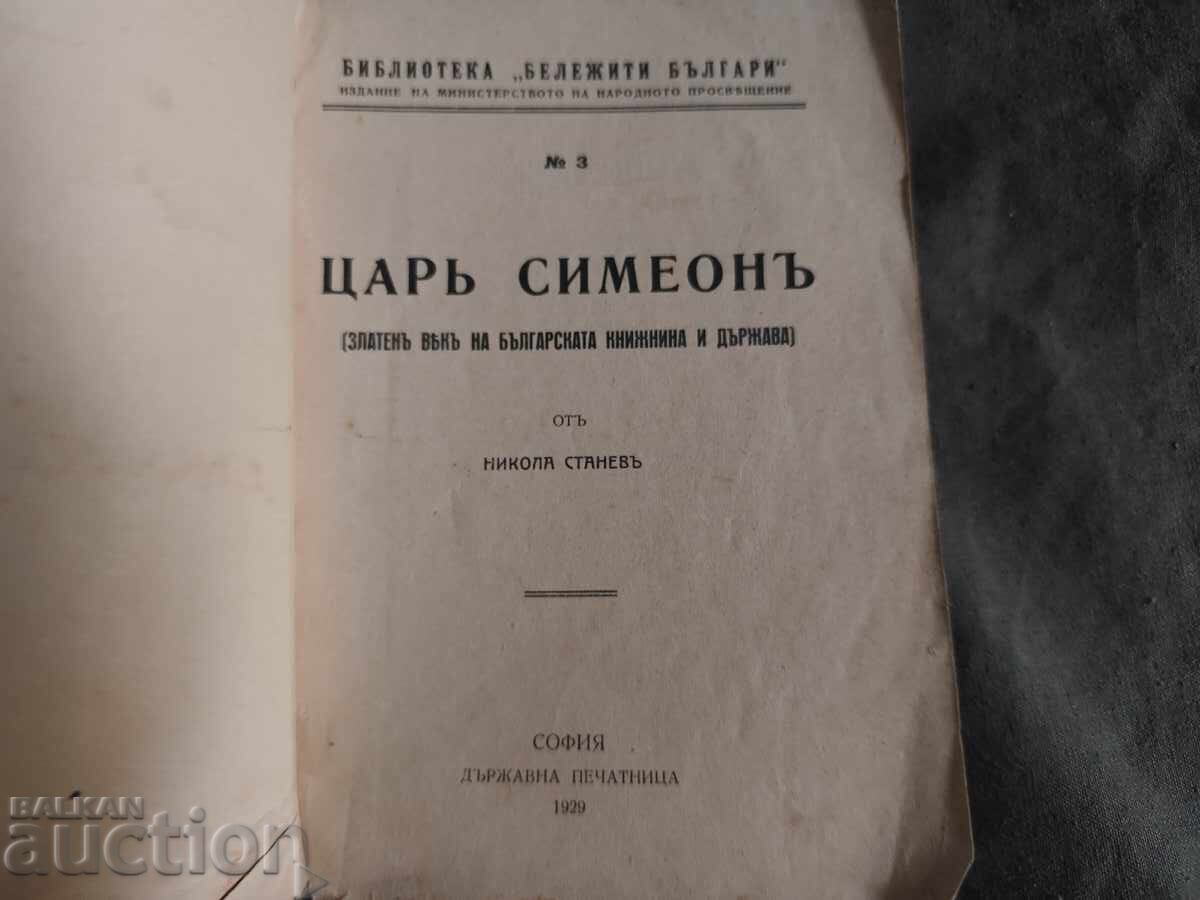 БИБЛИОТЕКА „БЕЛЕЖИТИ БЪЛГАРИ"
ИЗДАНИЕ НА МИНИСТЕРСТВОТО НА НАРОДНОТО ПРОСВѢЩЕНИЕ
№ 3
ЦАРЬ СИМЕОНЪ
(ЗЛАТЕНЪ ВѢКЪ НА БЪЛГАРСКАТА КНИЖНИНА И ДЪРЖАВА)
ОТЪ
НИКОЛА СТАНЕВЪ
СОФИЯ
ДЪРЖАВНА ПЕЧАТНИЦА
1929
BALKAN
auction